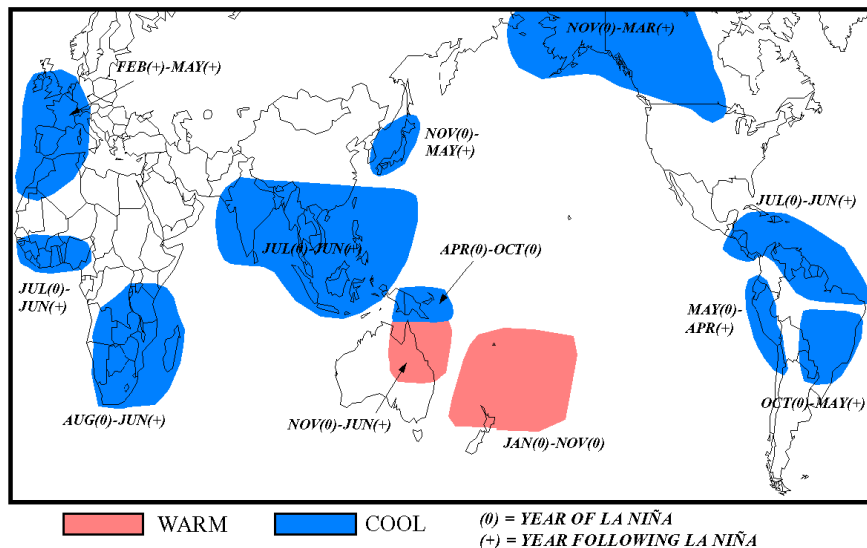 NOV(0)-MAR(+)
FEB(+)-MAY(+)
NOV(0)-
MAY(+)
JUL(0)-JUN(+)
JUL(0)-JUN(+)
APR(0)-OCT(0)
JUL(0)-
JUN(+)
MAY(0)-
APR(+)
AUG(0)-JUN(+)
NOV(0)-JUN(+)
OCT(0)-MAY(+)
JAN(0)-NOV(0)
WARM
COOL
(0) = YEAR OF LA NIÑA
(+) = YEAR FOLLOWING LA NIÑA